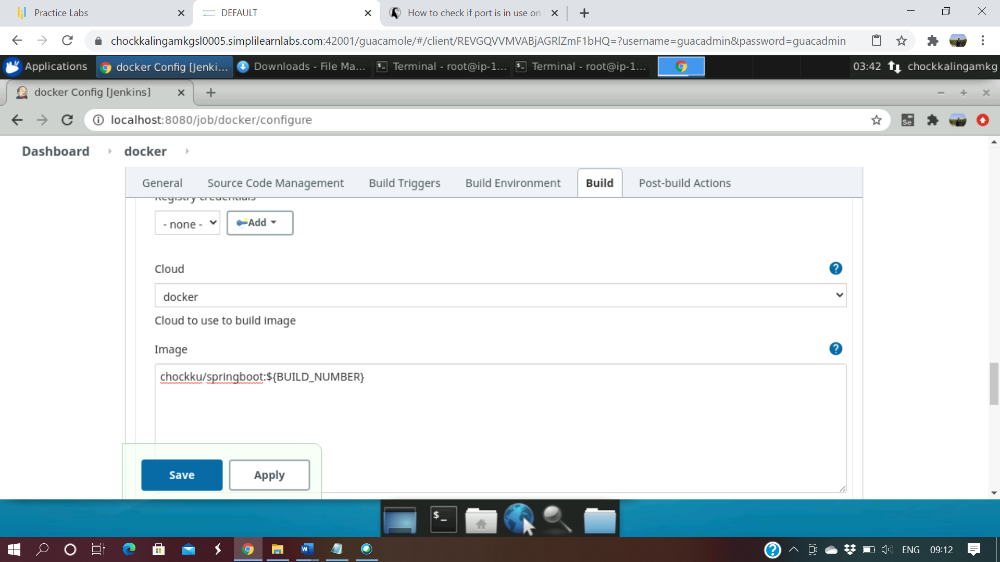 Practice Labs
DEFAULT
How to check if port is in use on
chockkalingamkgsl0005.simplilearnlabs.com:42001/guacamole/#/client/REVGQVVMVABjAGRlZmF1bHQ=?username=guacadmin&password=guacadmin
Applications
docker Config [Jenki...
Downloads - File Ma...
Terminal - root@ip-1...
Terminal - root@ip-1...
03:42
chockkalingamkg
docker Config [Jenkins]
localhost:8080/job/docker/configure
Se
Dashboard
docker
General
Source Code Management
Build Triggers
Build Environment
Build
Post-build Actions
Registry credentials
- none -
Add
Cloud
?
docker
Cloud to use to build image
Image
?
chockku/springboot:${BUILD_NUMBER}
Save
Apply
$_
ENG
09:12